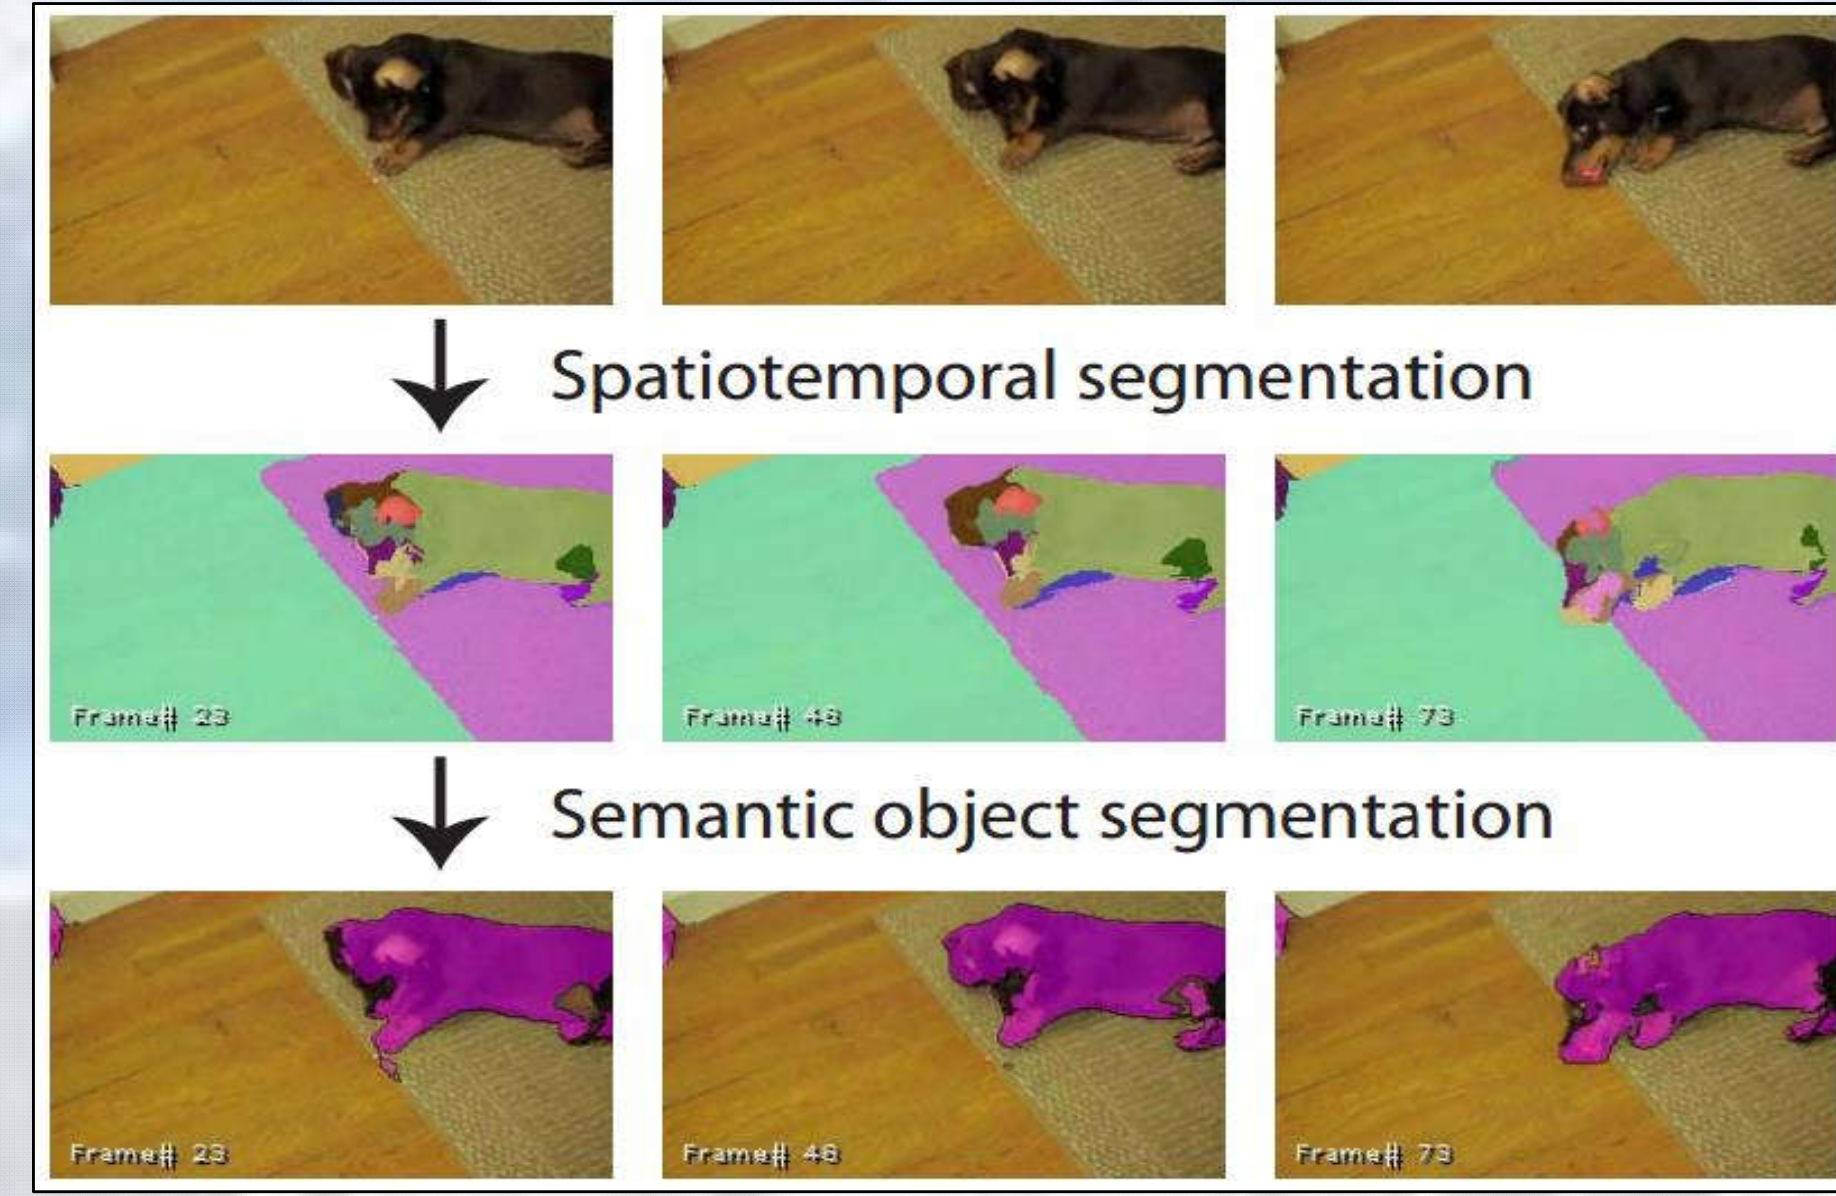 Spatiotemporal segmentation
Frame# 23
Frame# 48
Frame# 73
Semantic object segmentation
Frame# 23
Frame# 48
Frame# 73